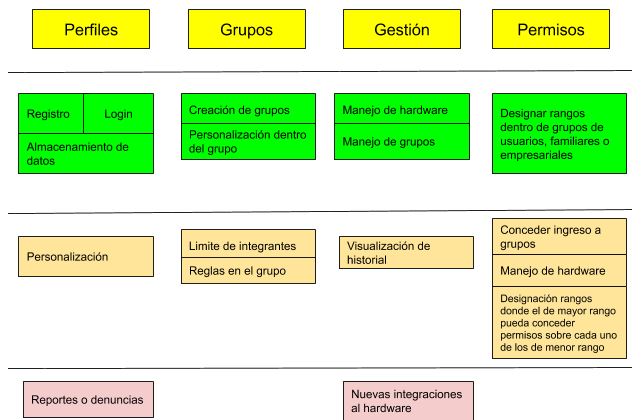 Perfiles
Grupos
Gestión
Permisos
Registro
Login
Almacenamiento de
datos
Creación de grupos
Personalización dentro
del grupo
Manejo de hardware
Manejo de grupos
Designar rangos
dentro de grupos de
usuarios, familiares o
empresariales
Personalización
Limite de integrantes
Reglas en el grupo
Visualización de
historial
Conceder ingreso a
grupos
Manejo de hardware
Designación rangos
donde el de mayor rango
pueda conceder
permisos sobre cada uno
de los de menor rango
Reportes o denuncias
Nuevas integraciones
al hardware